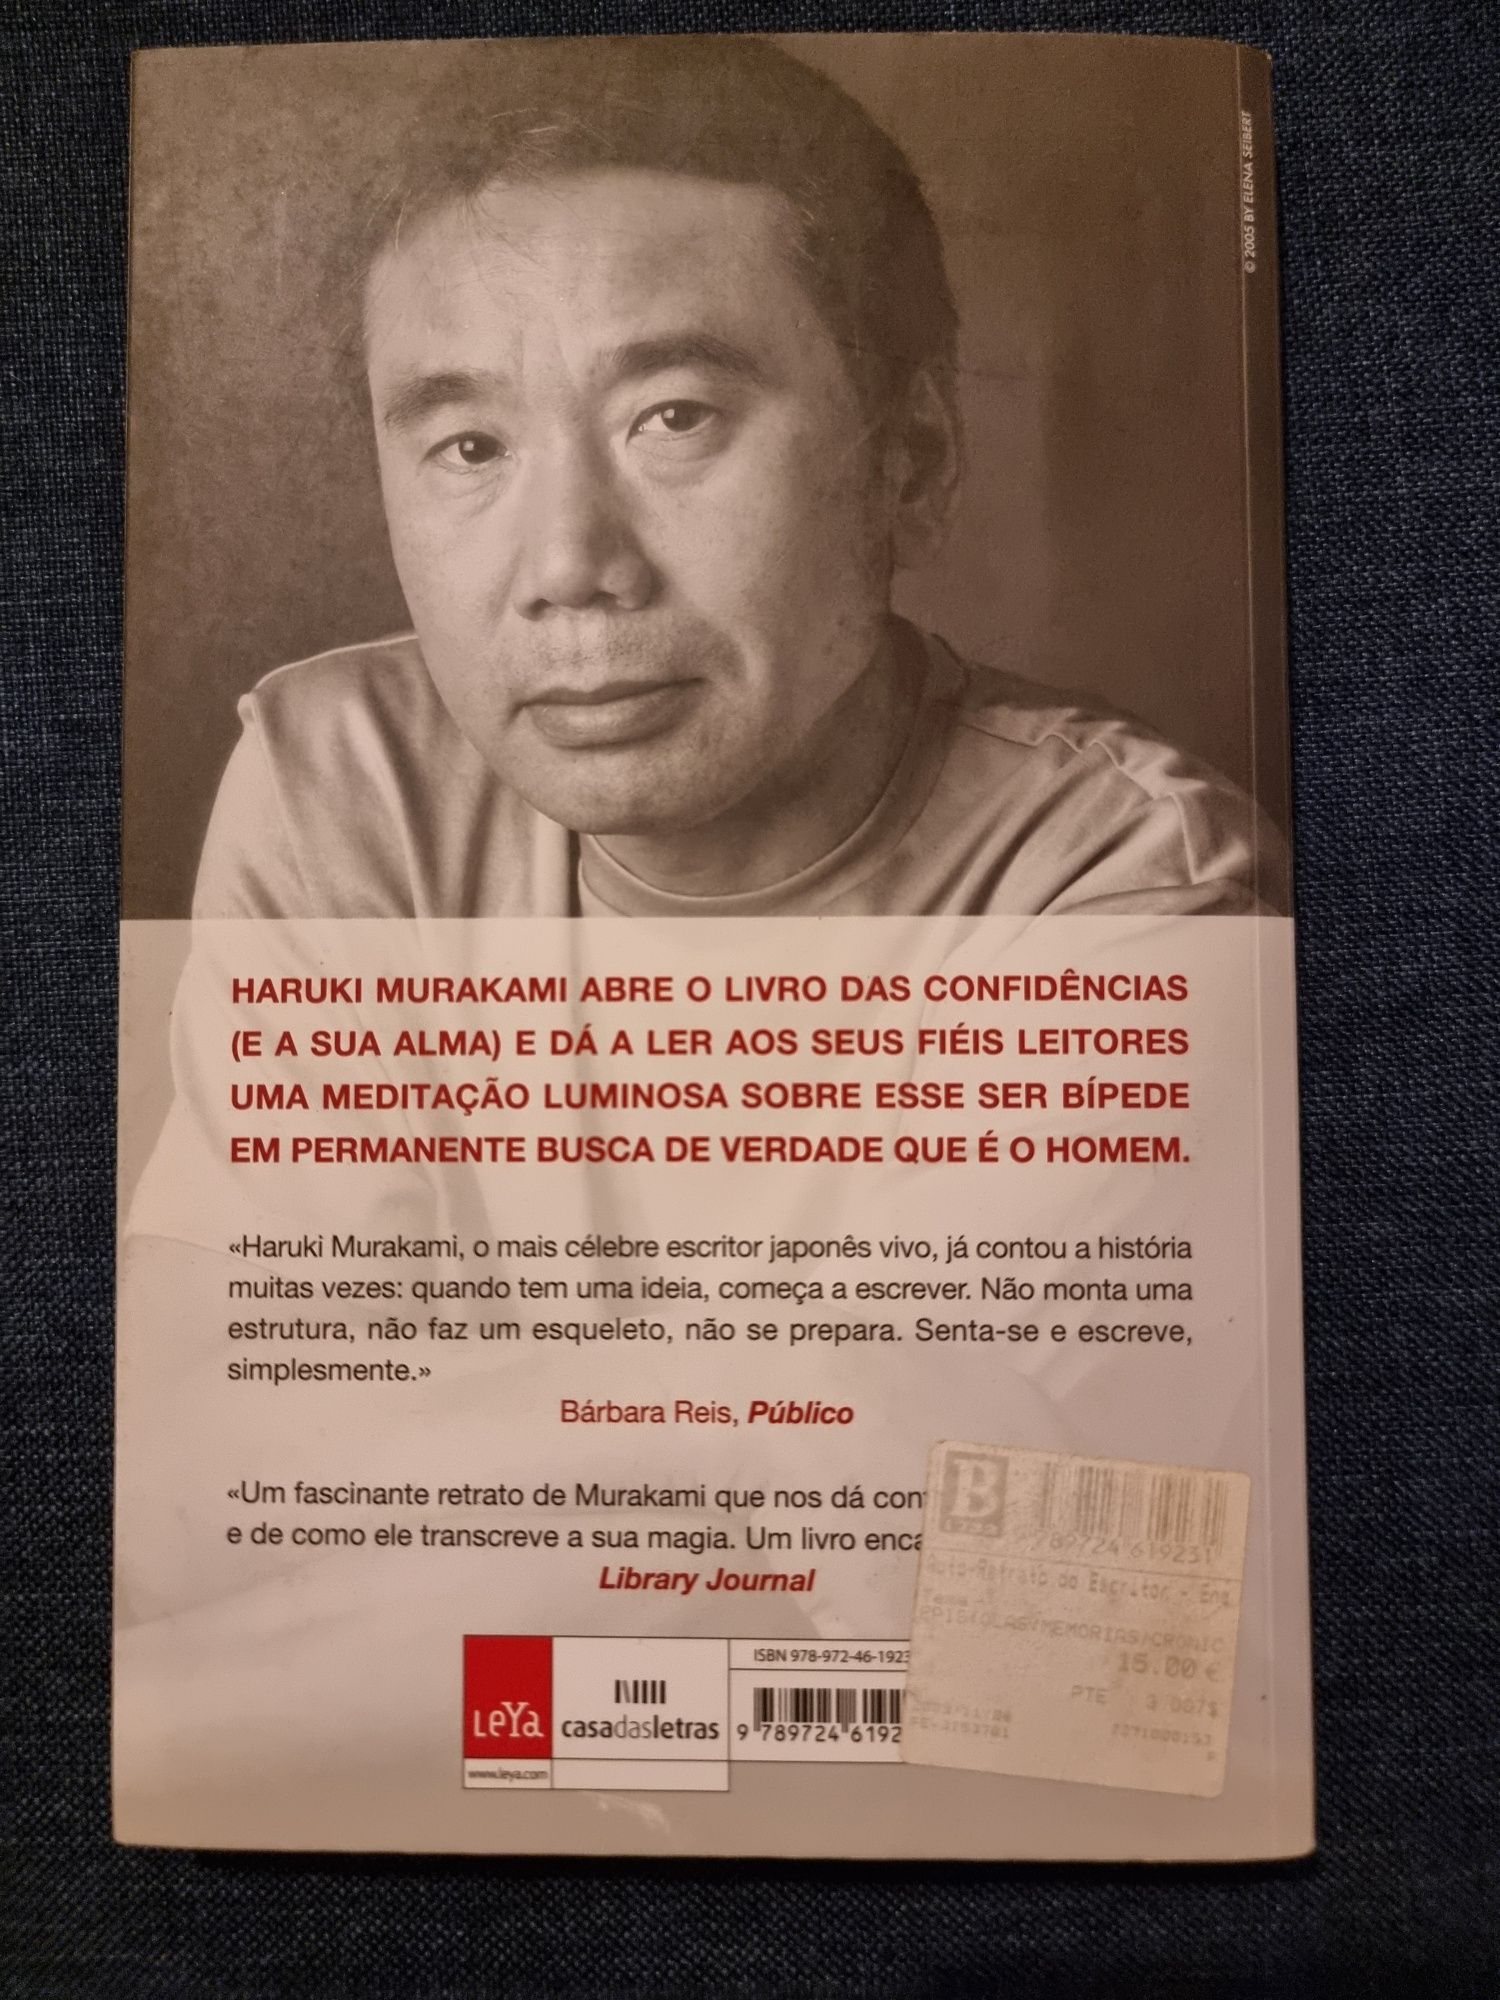 © 2005 BY ELENA SEIBERT
HARUKI MURAKAMI ABRE O LIVRO DAS CONFIDÊNCIAS
(E A SUA ALMA) E DÁ A LER AOS SEUS FIÉIS LEITORES
UMA MEDITAÇÃO LUMINOSA SOBRE ESSE SER BÍPEDE
EM PERMANENTE BUSCA DE VERDADE QUE É O HOMEM.
«Haruki Murakami, o mais célebre escritor japonês vivo, já contou a história
muitas vezes: quando tem uma ideia, começa a escrever. Não monta uma
estrutura, não faz um esqueleto, não se prepara. Senta-se e escreve,
simplesmente.»
Bárbara Reis, Público
«Um fascinante retrato de Murakami que nos dá
e de como ele transcreve a sua magia. Um livro
Library Journal
B
789724 619231
Auto-Retrato do Escritor - Enq
EPISTOLAS/MEMORIAS/CRONIC
15.00 €
PTE 3 007$
ISBN 978-972-46-1923
LeYa
casadasletras
9 789724 6192
www.leya.com